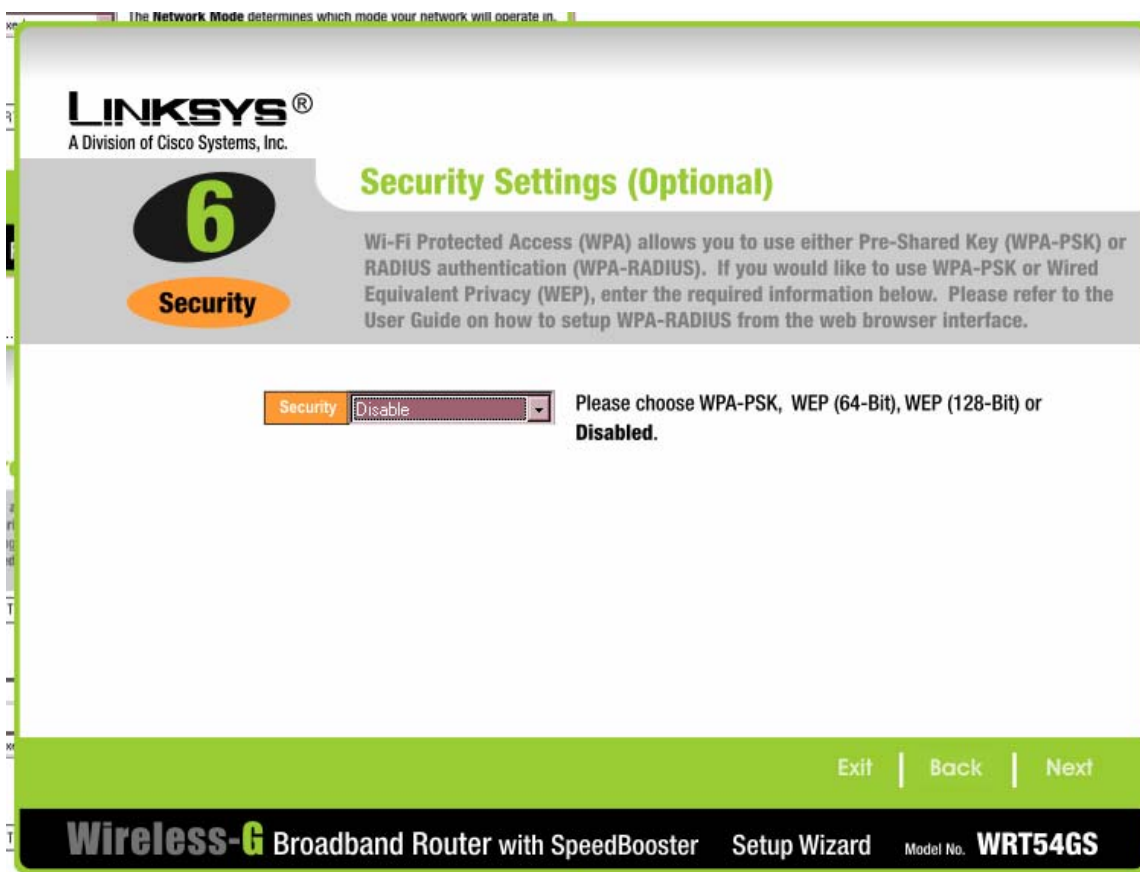 The Network Mode determines which mode your network will operate in.
LINKSYS®
A Division of Cisco Systems, Inc.
6
Security
Security Settings (Optional)
Wi-Fi Protected Access (WPA) allows you to use either Pre-Shared Key (WPA-PSK) or
RADIUS authentication (WPA-RADIUS). If you would like to use WPA-PSK or Wired
Equivalent Privacy (WEP), enter the required information below. Please refer to the
User Guide on how to setup WPA-RADIUS from the web browser interface.
Security Disable
Please choose WPA-PSK, WEP (64-Bit), WEP (128-Bit) or
Disabled.
Exit | Back | Next
Wireless-G Broadband Router with SpeedBooster Setup Wizard Model No. WRT54GS